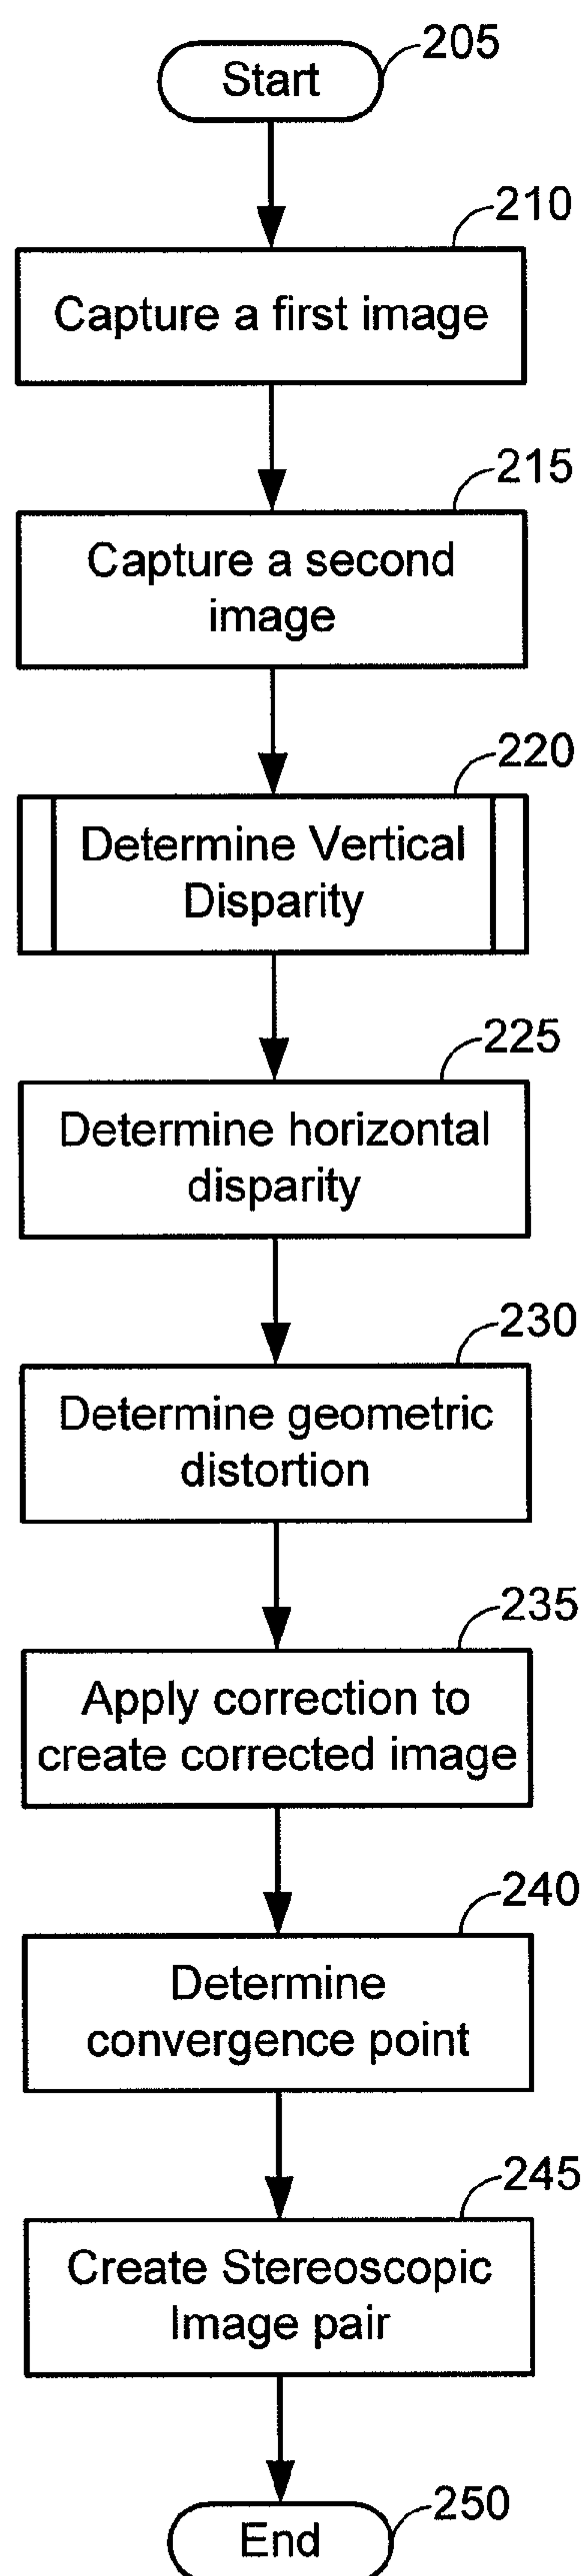 205
Start
210
Capture a first image
215
Capture a second
image
220
Determine Vertical
Disparity
225
Determine horizontal
disparity
230
Determine geometric
distortion
235
Apply correction to
create corrected image
240
Determine
convergence point
245
Create Stereoscopic
Image pair
250
End